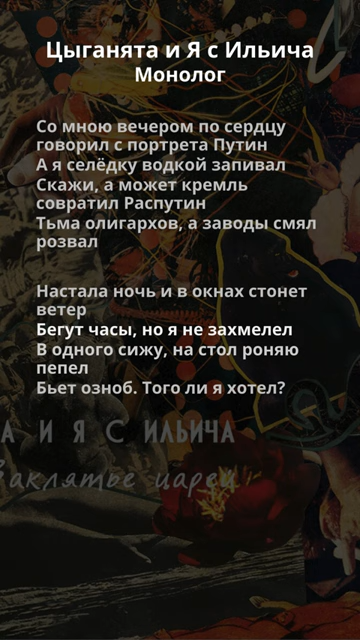 Цыганята и Я с Ильича
Монолог
Со мною вечером по сердцу
говорил с портрета Путин
А я селёдку водкой запивал
Скажи, а может кремль
совратил Распутин
Тьма олигархов, а заводы смял
розвал
Настала ночь и в окнах стонет
ветер
Бегут часы, но я не захмелел
В одного сижу, на стол роняю
пепел
Бьет озноб. Того ли я хотел?
А И Я С ИЛЬИЧА
Заклятье царец